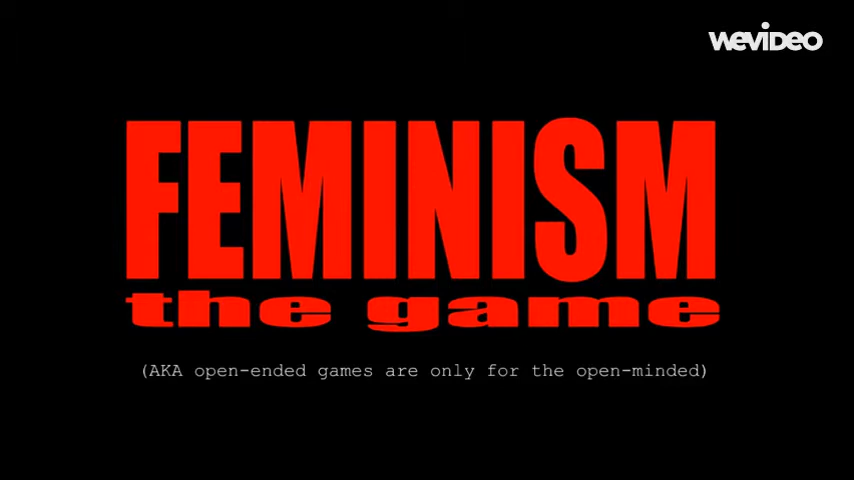 WEVIDEO
FEMINISM
the game
(AKA open-ended games are only for the open-minded)